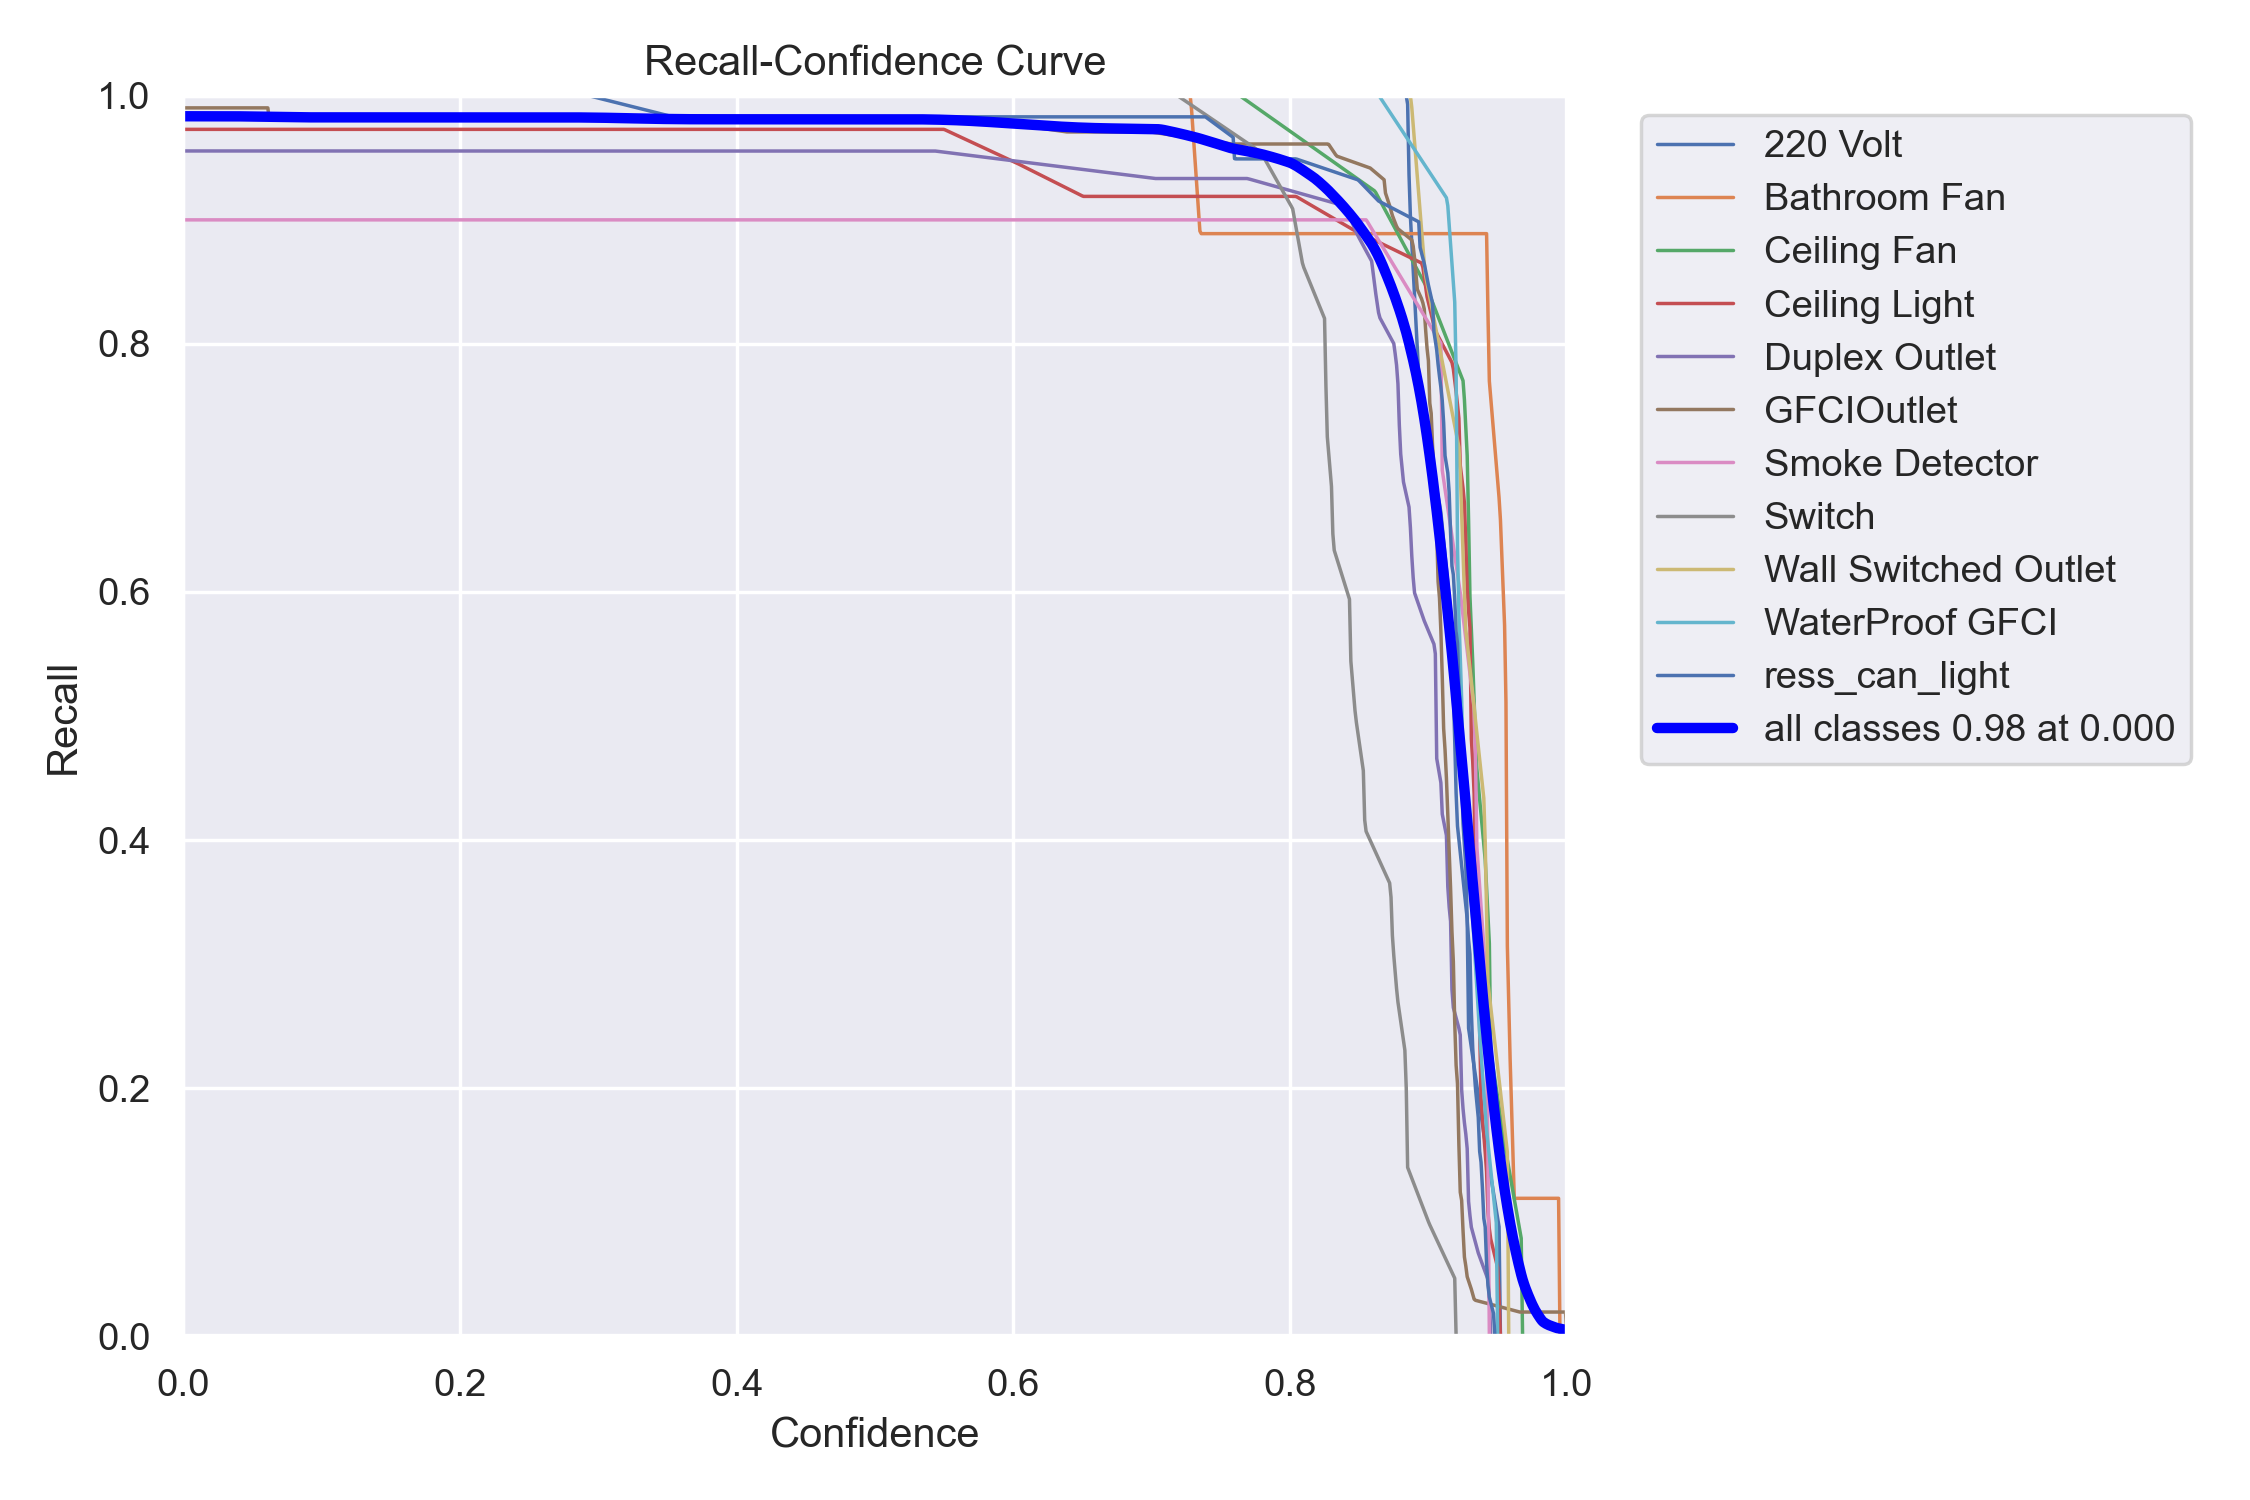 Recall-Confidence Curve
1.0
0.8
0.6
0.4
0.2
0.0
Recall
0.0 0.2 0.4 0.6 0.8 1.0
Confidence
220 Volt
Bathroom Fan
Ceiling Fan
Ceiling Light
Duplex Outlet
GFCIOutlet
Smoke Detector
Switch
Wall Switched Outlet
WaterProof GFCI
ress_can_light
all classes 0.98 at 0.000